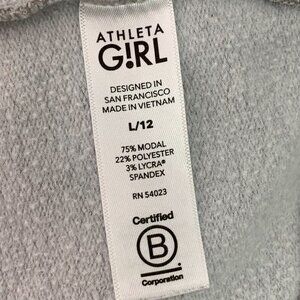 ATHLETA
G!RL
DESIGNED IN
SAN FRANCISCO
MADE IN VIETNAM
L/12
75% MODAL
22% POLYESTER
3% LYCRA®
SPANDEX
RN 54023
Certified
B
Corporation